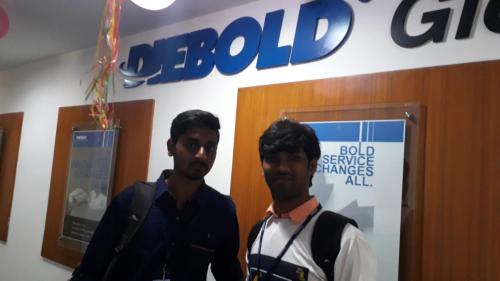 DIEBOLD
BOLD
SERVICE
CHANGES
ALL.